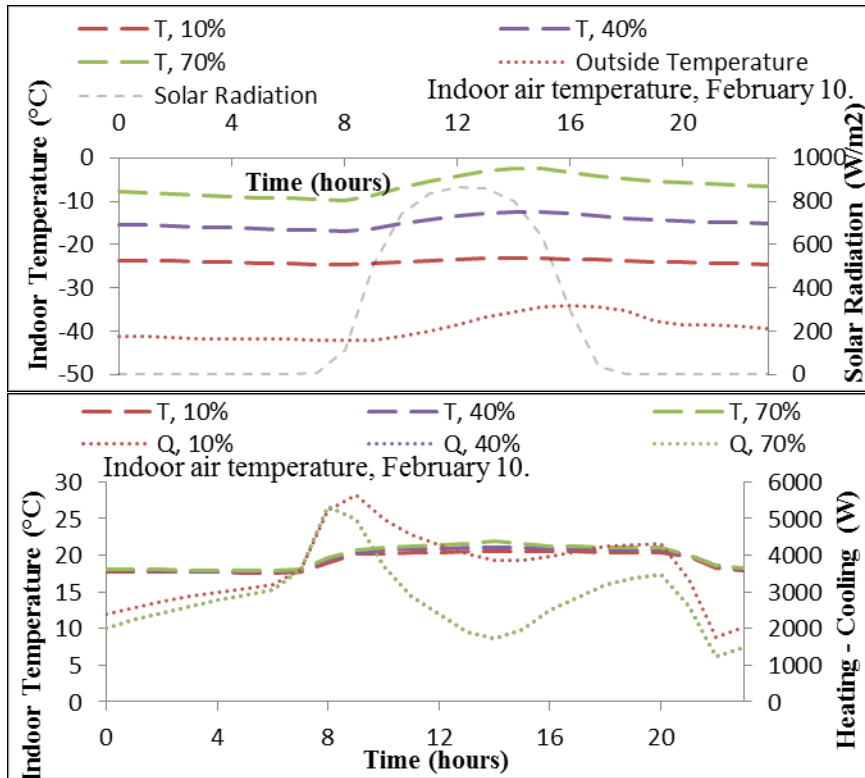 T, 10%
T, 40%
T, 70%
Outside Temperature
Solar Radiation
Indoor air temperature, February 10.
0 4 8 12 16 20
Time (hours)
Indoor Temperature (°C)
0
-10
-20
-30
-40
-50
Solar Radiation (W/m2)
1000
800
600
400
200
0
T, 10%
T, 40%
T, 70%
Q, 10%
Q, 40%
Q, 70%
Indoor air temperature, February 10.
Indoor Temperature (°C)
30
25
20
15
10
5
0
Heating - Cooling (W)
6000
5000
4000
3000
2000
1000
0
0 4 8 12 16 20
Time (hours)